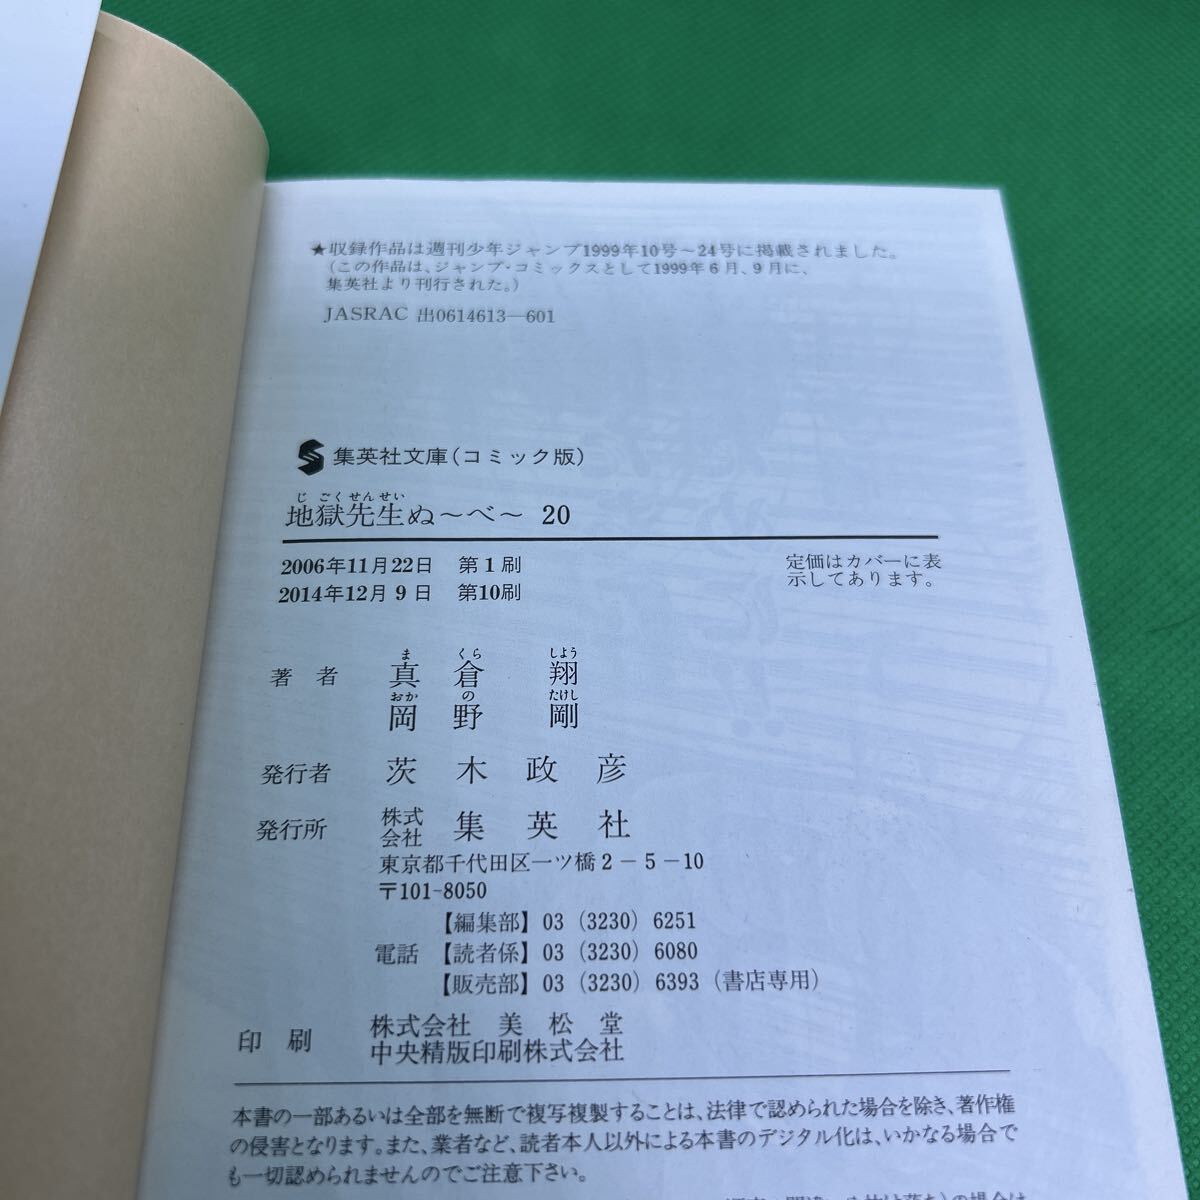 ★収録作品は週刊少年ジャンプ1999年10号～24号に掲載されました。
（この作品は、ジャンプ・コミックスとして1999年6月、9月に、
集英社より刊行された。）
JASRAC 出0614613―601
集英社文庫（コミック版）
じごくせんせい
地獄先生ぬ～べ～ 20
2006年11月22日 第1刷
2014年12月9日 第10刷
定価はカバーに表
示してあります。
ま くら しよう
著者 真倉 翔
おか の たけし
岡野 剛
発行者 茨木政彦
発行所 株式会社 集英社
東京都千代田区一ツ橋2－5－10
〒101-8050
【編集部】03（3230）6251
電話 【読者係】03（3230）6080
【販売部】03（3230）6393（書店専用）
印刷 株式会社 美松堂
中央精版印刷株式会社
本書の一部あるいは全部を無断で複写複製することは、法律で認められた場合を除き、著作権
の侵害となります。また、業者など、読者本人以外による本書のデジタル化は、いかなる場合で
も一切認められませんのでご注意下さい。
の場合は